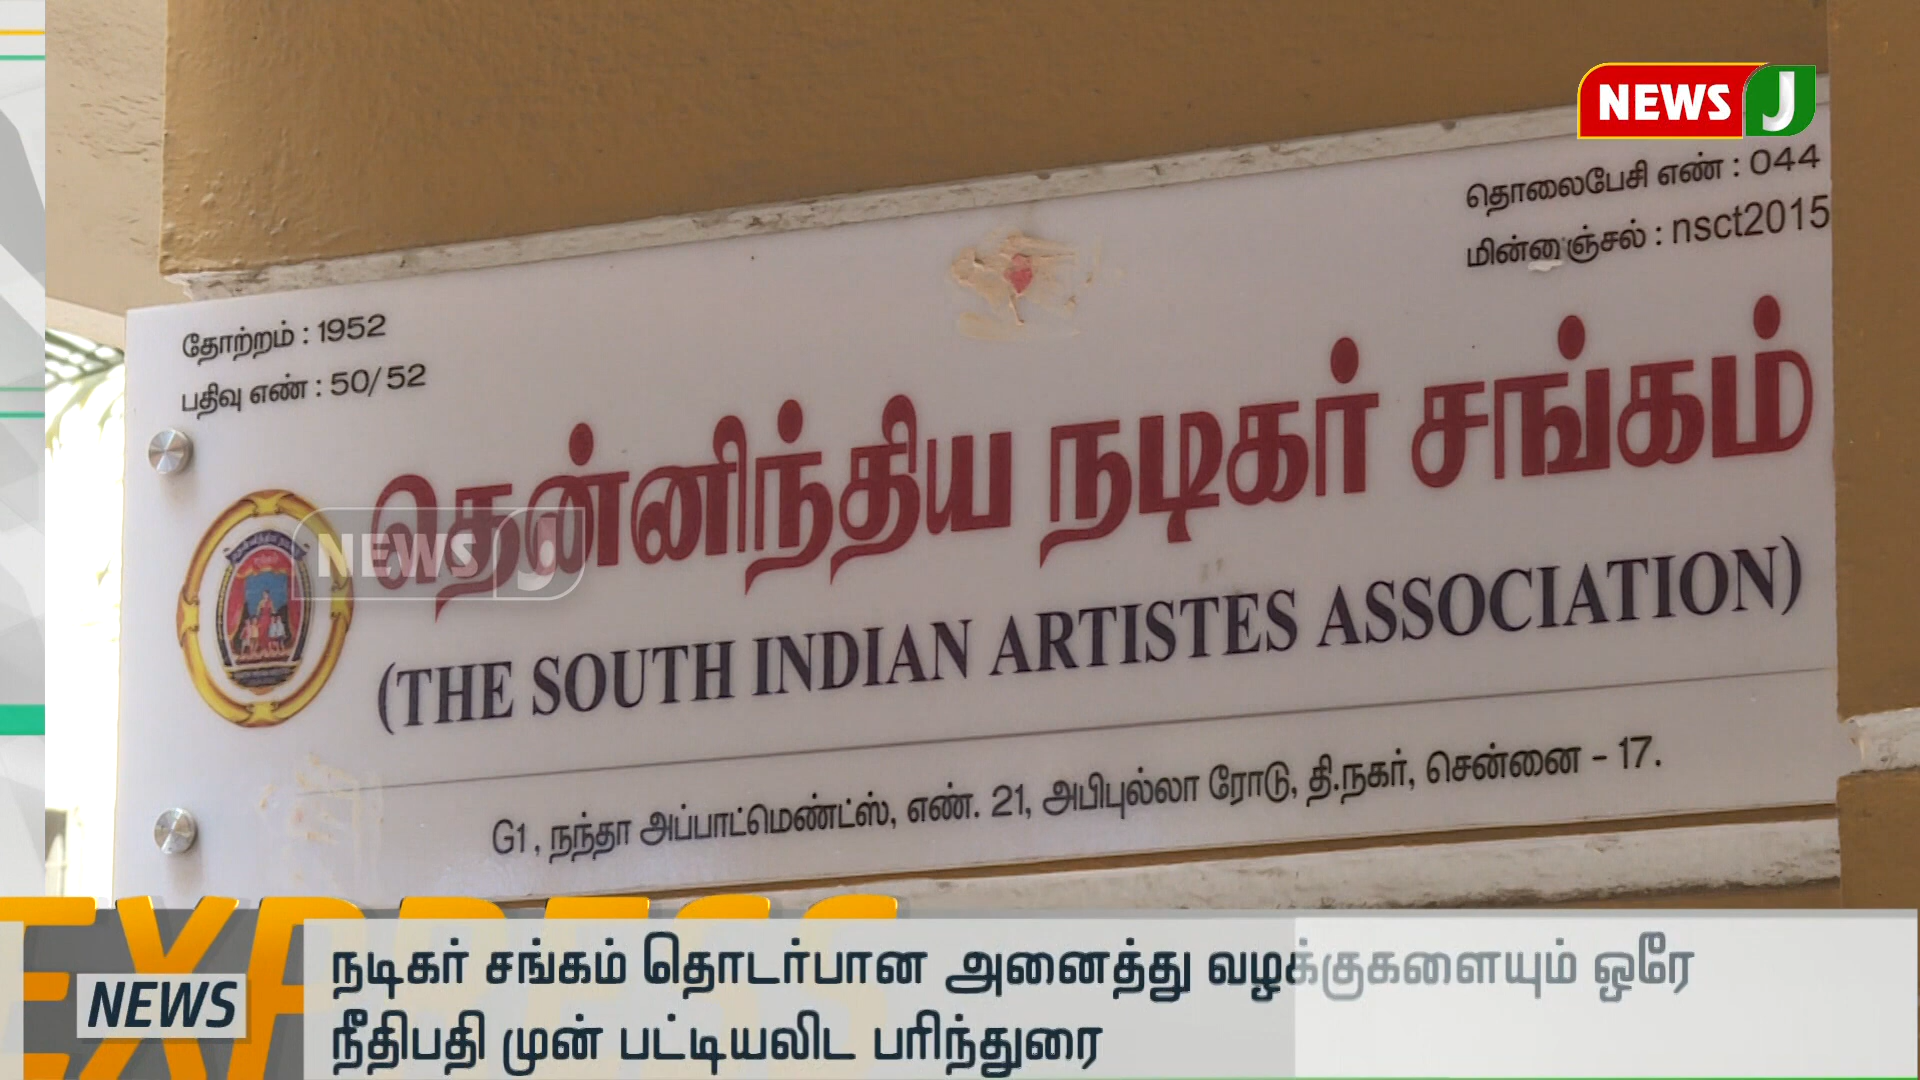 NEWS J
தொலைபேசி எண் : 044
மின்னஞ்சல் : nsct2015
தோற்றம் : 1952
பதிவு எண் : 50/52
தென்னிந்திய நடிகர் சங்கம்
NEWS J
(THE SOUTH INDIAN ARTISTES ASSOCIATION)
G1, நந்தா அப்பாட்மெண்ட்ஸ், எண். 21, அபிபுல்லா ரோடு, தி.நகர், சென்னை - 17.
EXPRESS
NEWS
நடிகர் சங்கம் தொடர்பான அனைத்து வழக்குகளையும் ஒரே
நீதிபதி முன் பட்டியலிட பரிந்துரை